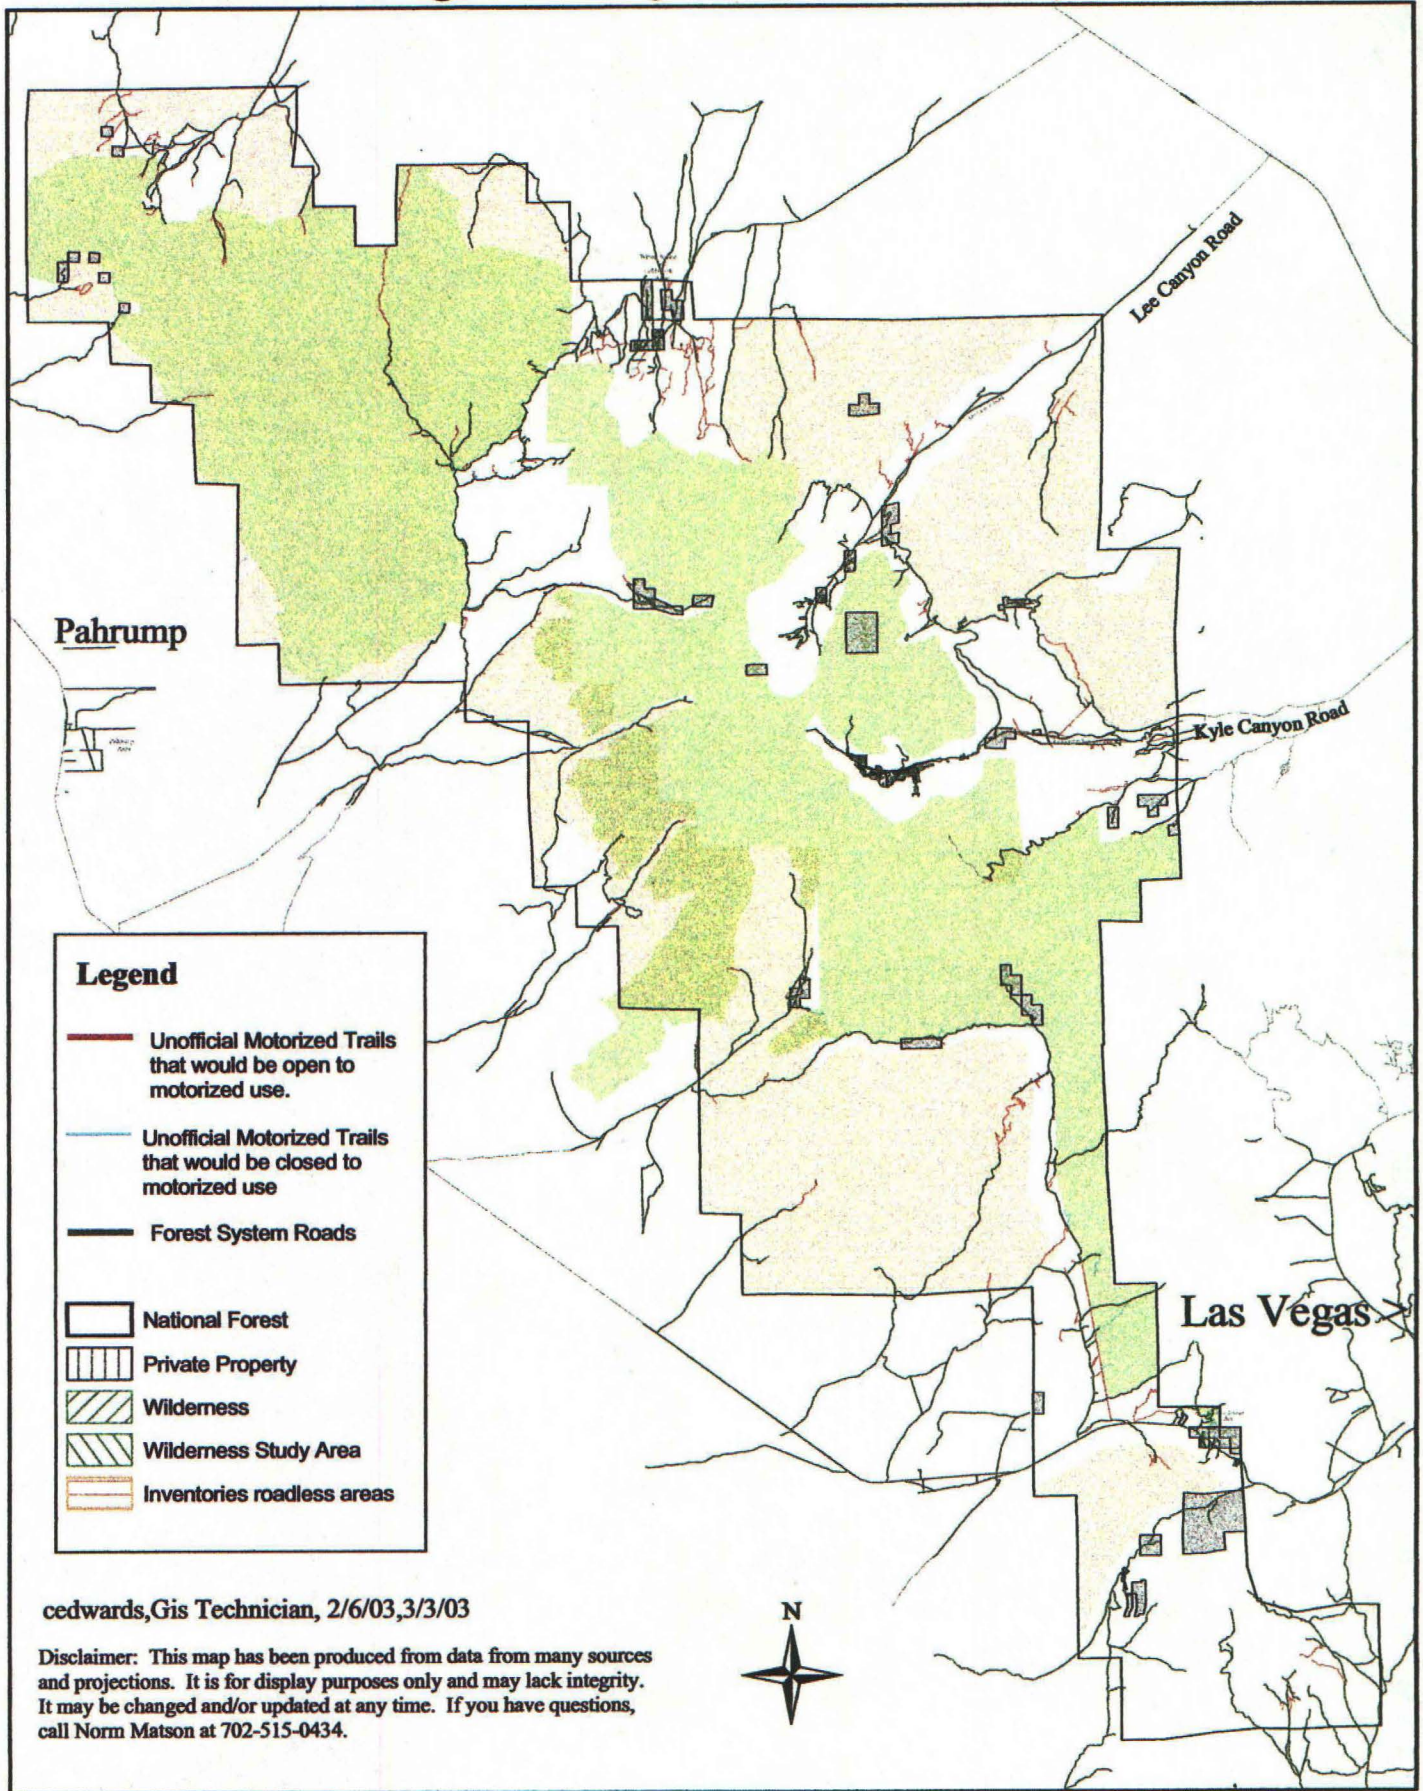 Lee Canyon Road
Pahrump
Kyle Canyon Road
Legend
Unofficial Motorized Trails
that would be open to
motorized use.
Unofficial Motorized Trails
that would be closed to
motorized use
Forest System Roads
National Forest
Private Property
Wilderness
Wilderness Study Area
Inventories roadless areas
Las Vegas >
cedwards,Gis Technician, 2/6/03,3/3/03
N
Disclaimer: This map has been produced from data from many sources
and projections. It is for display purposes only and may lack integrity.
It may be changed and/or updated at any time. If you have questions,
call Norm Matson at 702-515-0434.